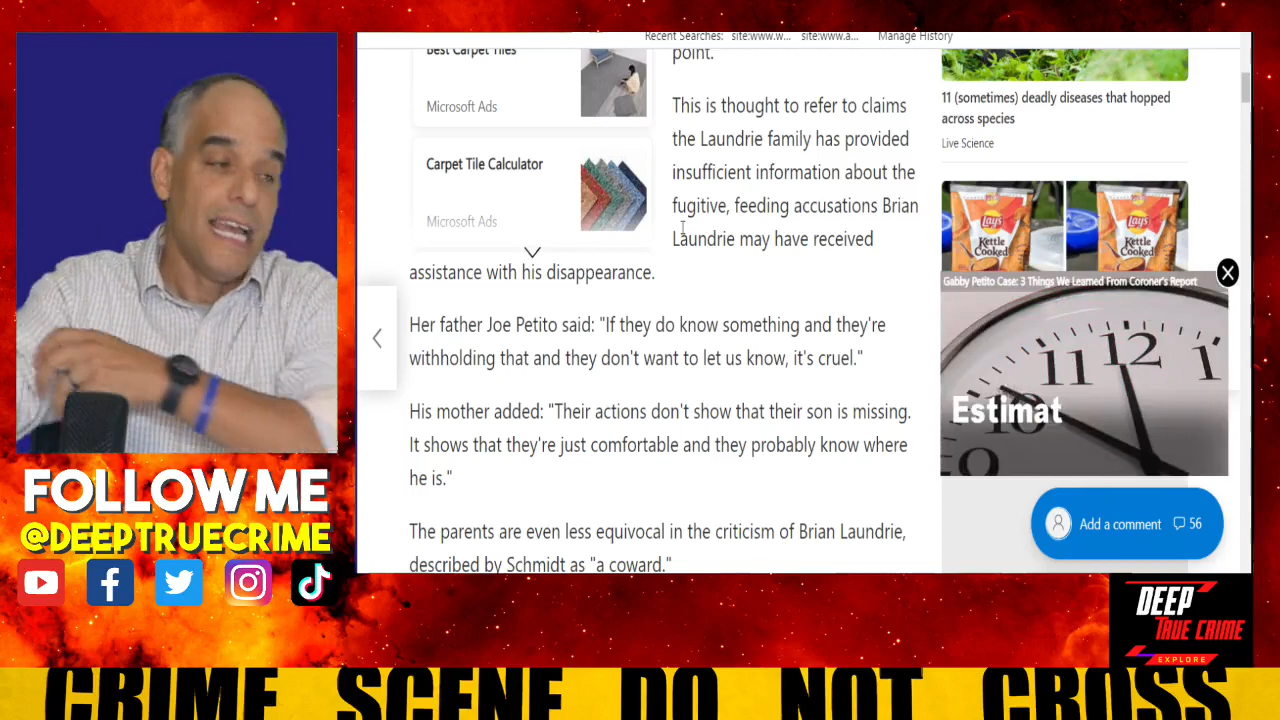 Recent Searches: site:www.w... site:www.a... Manage History
Best Carpet Tiles
Microsoft Ads
Carpet Tile Calculator
Microsoft Ads
point.
This is thought to refer to claims
the Laundrie family has provided
insufficient information about the
fugitive, feeding accusations Brian
Laundrie may have received
assistance with his disappearance.
Her father Joe Petito said: "If they do know something and they're
withholding that and they don't want to let us know, it's cruel."
His mother added: "Their actions don't show that their son is missing.
It shows that they're just comfortable and they probably know where
he is."
The parents are even less equivocal in the criticism of Brian Laundrie,
described by Schmidt as "a coward."
11 (sometimes) deadly diseases that hopped
across species
Live Science
Lay's
KETTLE
COOKED
Lay's
KETTLE
COOKED
X
Gabby Petito Case: 3 Things We Learned From Coroner's Report
11 12 1
10
Estimat
Add a comment 56
FOLLOW ME
@DEEPTRUECRIME
DEEP
TRUE CRIME
EXPLORE
CRIME SCENE DO NOT CROSS